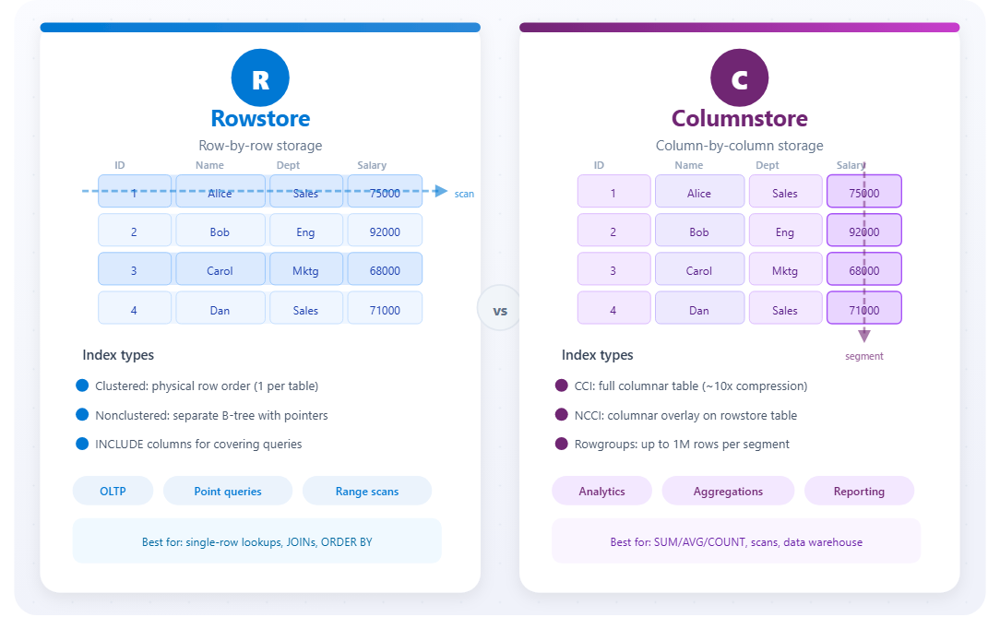 R
Rowstore
Row-by-row storage
ID Name Dept Salary
1 Alice Sales 75000
scan
2 Bob Eng 92000
3 Carol Mktg 68000
4 Dan Sales 71000
Index types
Clustered: physical row order (1 per table)
Nonclustered: separate B-tree with pointers
INCLUDE columns for covering queries
OLTP Point queries Range scans
Best for: single-row lookups, JOINs, ORDER BY
vs
C
Columnstore
Column-by-column storage
ID Name Dept Salary
1 Alice Sales 75000
2 Bob Eng 92000
3 Carol Mktg 68000
4 Dan Sales 71000
segment
Index types
CCI: full columnar table (~10x compression)
NCCI: columnar overlay on rowstore table
Rowgroups: up to 1M rows per segment
Analytics Aggregations Reporting
Best for: SUM/AVG/COUNT, scans, data warehouse